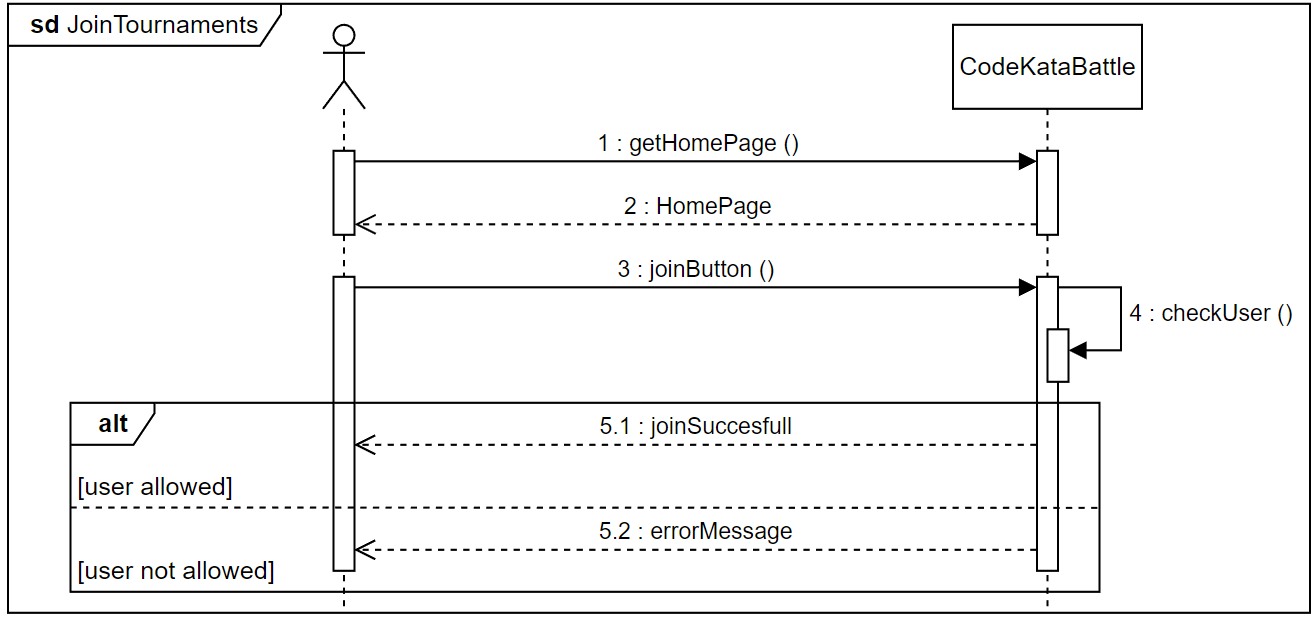 sd JoinTournaments
CodeKataBattle
1 : getHomePage ()
2 : HomePage
3 : joinButton ()
4 : checkUser ()
alt
5.1 : joinSuccesfull
[user allowed]
5.2 : errorMessage
[user not allowed]